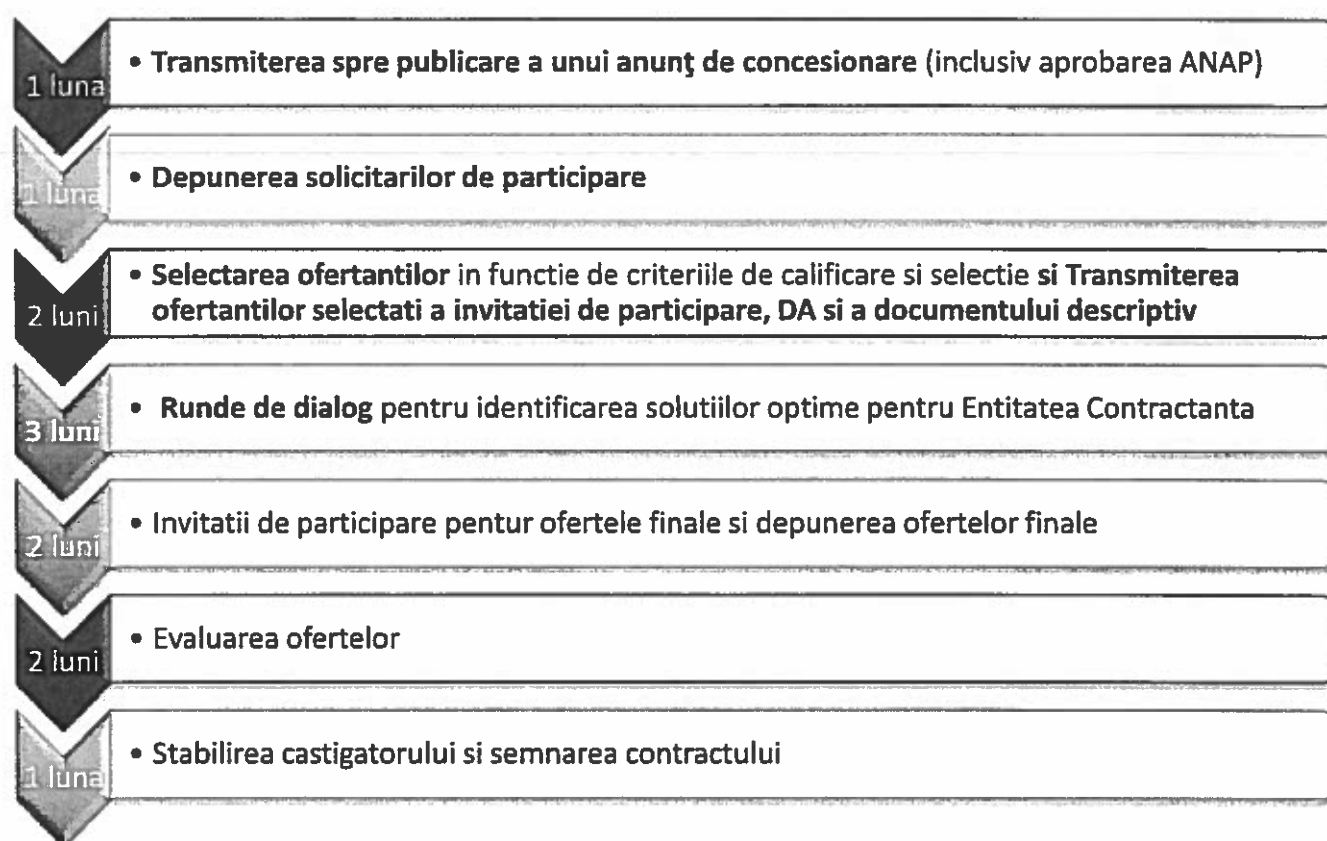 1 luna
• Transmiterea spre publicare a unui anunţ de concesionare (inclusiv aprobarea ANAP)
1 luna
• Depunerea solicitarilor de participare
2 luni
• Selectarea ofertantilor in functie de criteriile de calificare si selectie si Transmiterea
ofertantilor selectati a invitatiei de participare, DA si a documentului descriptiv
3 luni
• Runde de dialog pentru identificarea solutiilor optime pentru Entitatea Contractanta
2 luni
• Invitatii de participare pentur ofertele finale si depunerea ofertelor finale
2 luni
• Evaluarea ofertelor
1 luna
• Stabilirea castigatorului si semnarea contractului